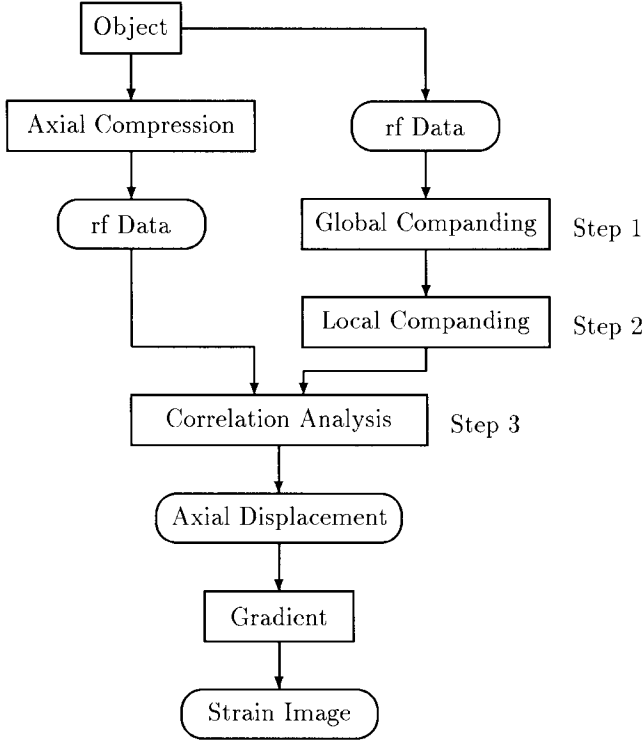 Object
Axial Compression
rf Data
rf Data
Global Companding
Step 1
Local Companding
Step 2
Correlation Analysis
Step 3
Axial Displacement
Gradient
Strain Image